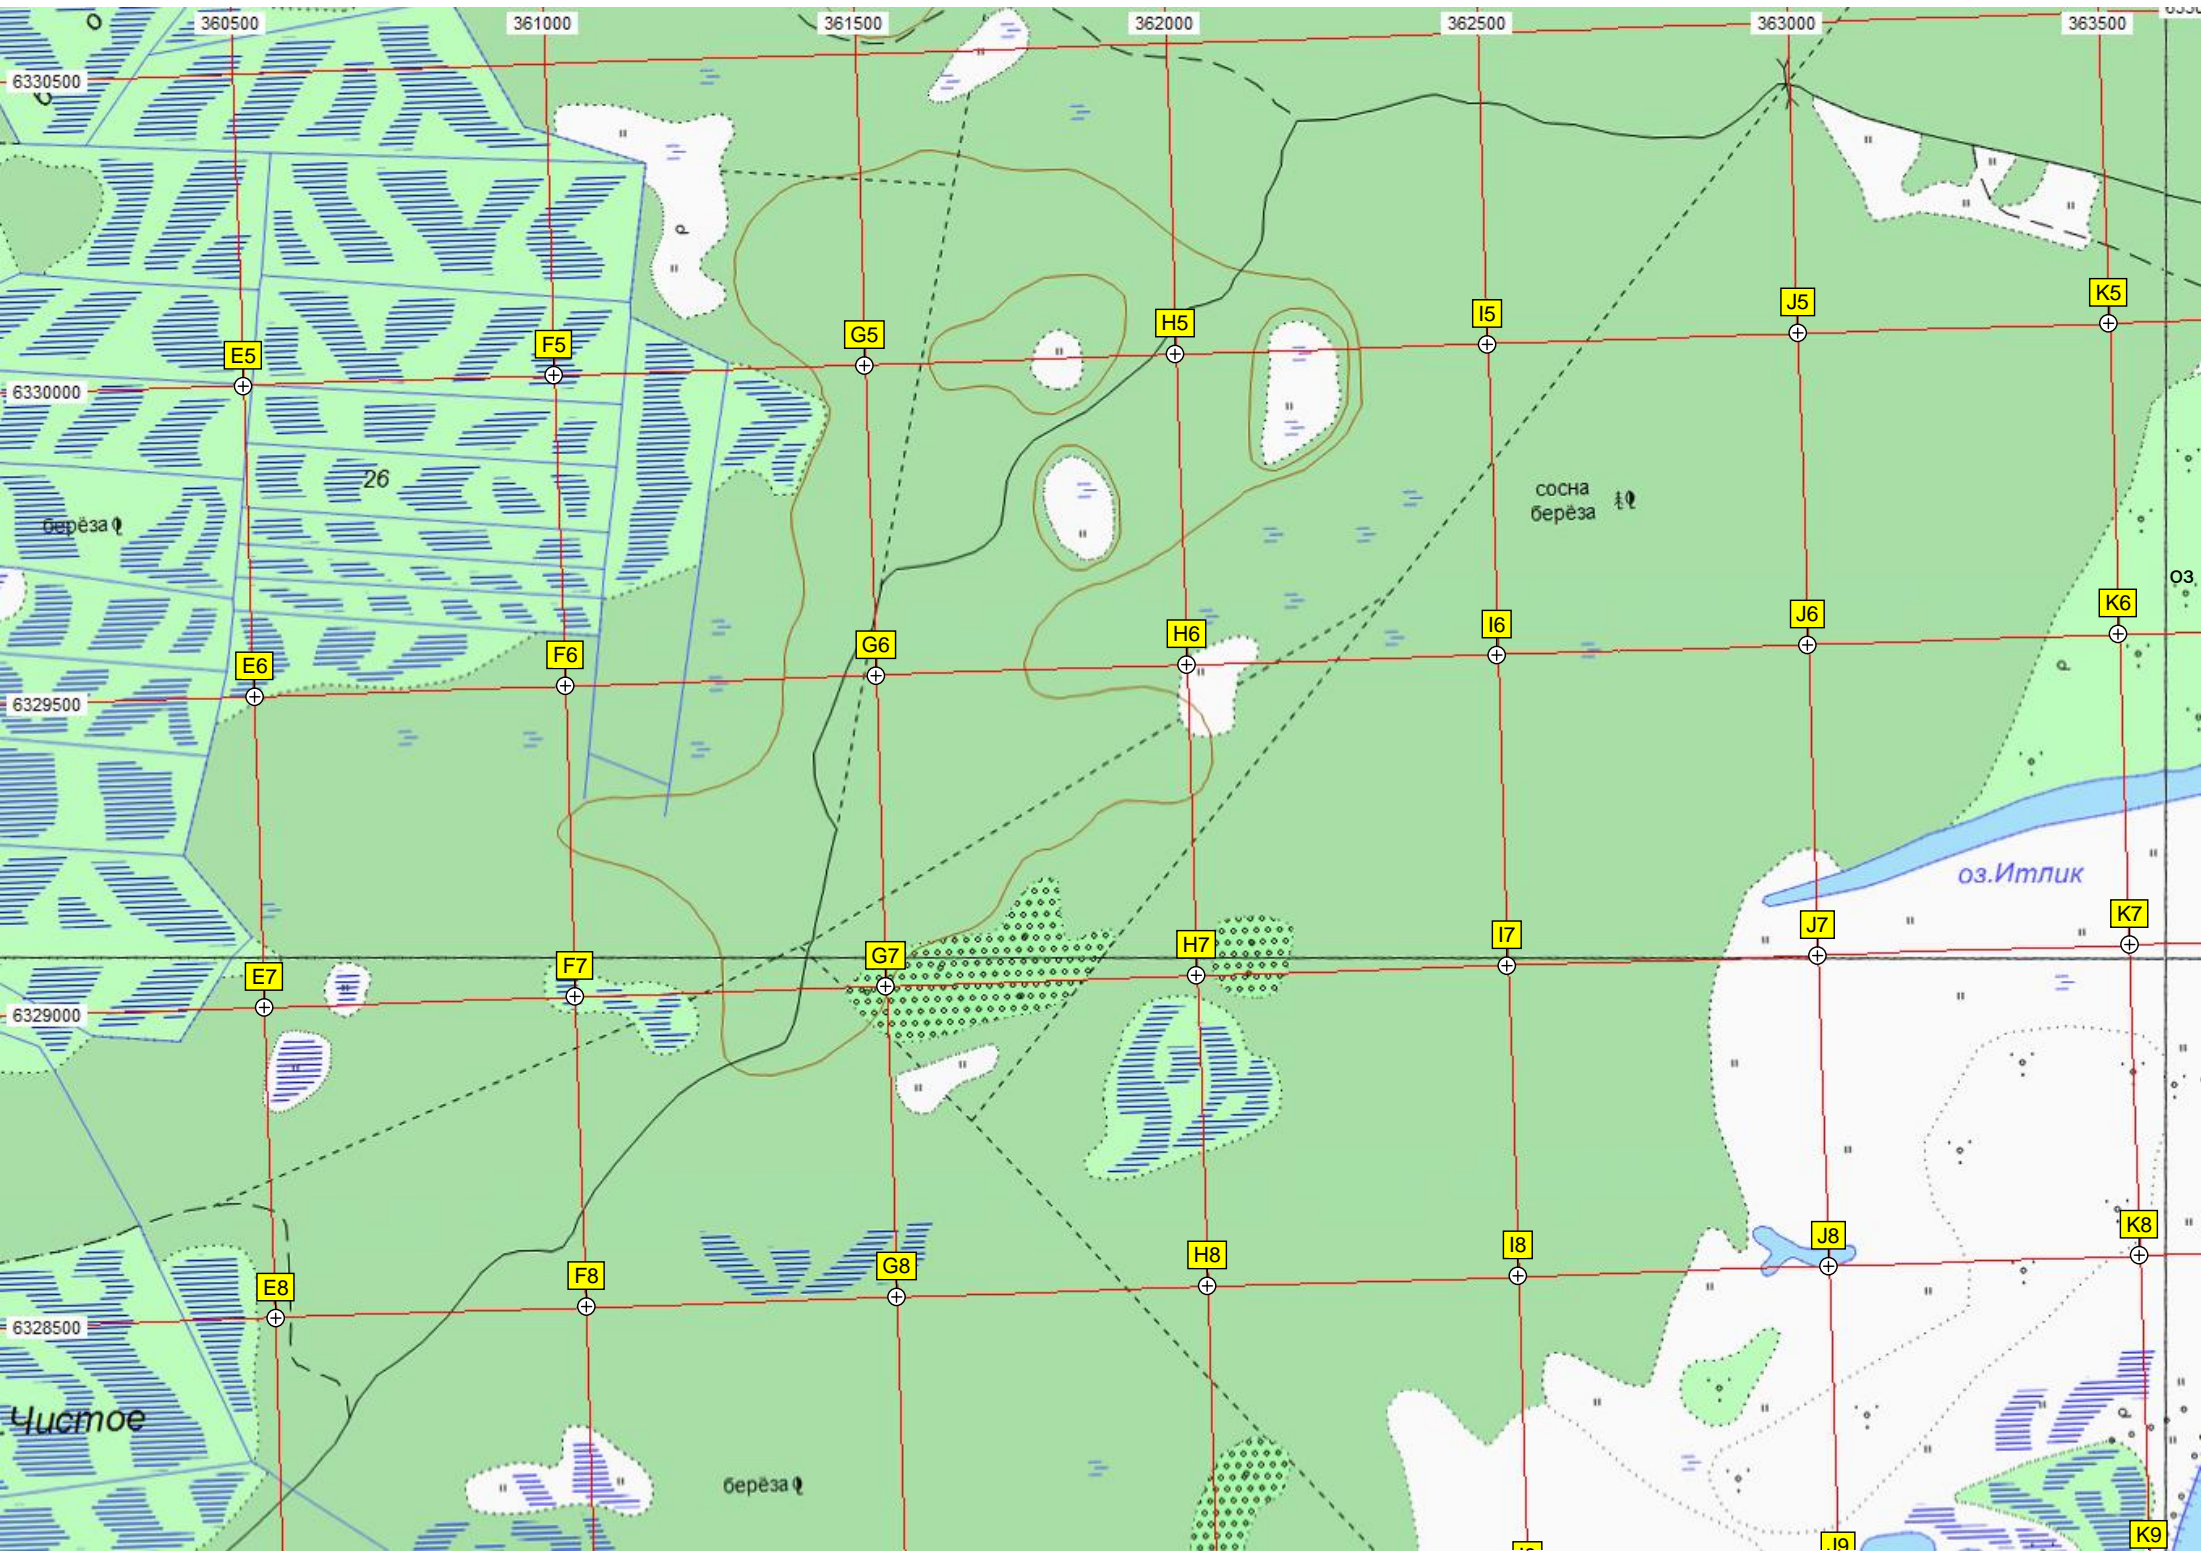 360500 361000 361500 362000 362500 363000 363500
6330500
E5 F5 G5 H5 I5 J5 K5
6330000
26
берёза
сосна
берёза
оз
E6 F6 G6 H6 I6 J6 K6
6329500
оз.Итлик
E7 F7 G7 H7 I7 J7 K7
6329000
E8 F8 G8 H8 I8 J8 K8
6328500
Чистое
берёза
J9 K9